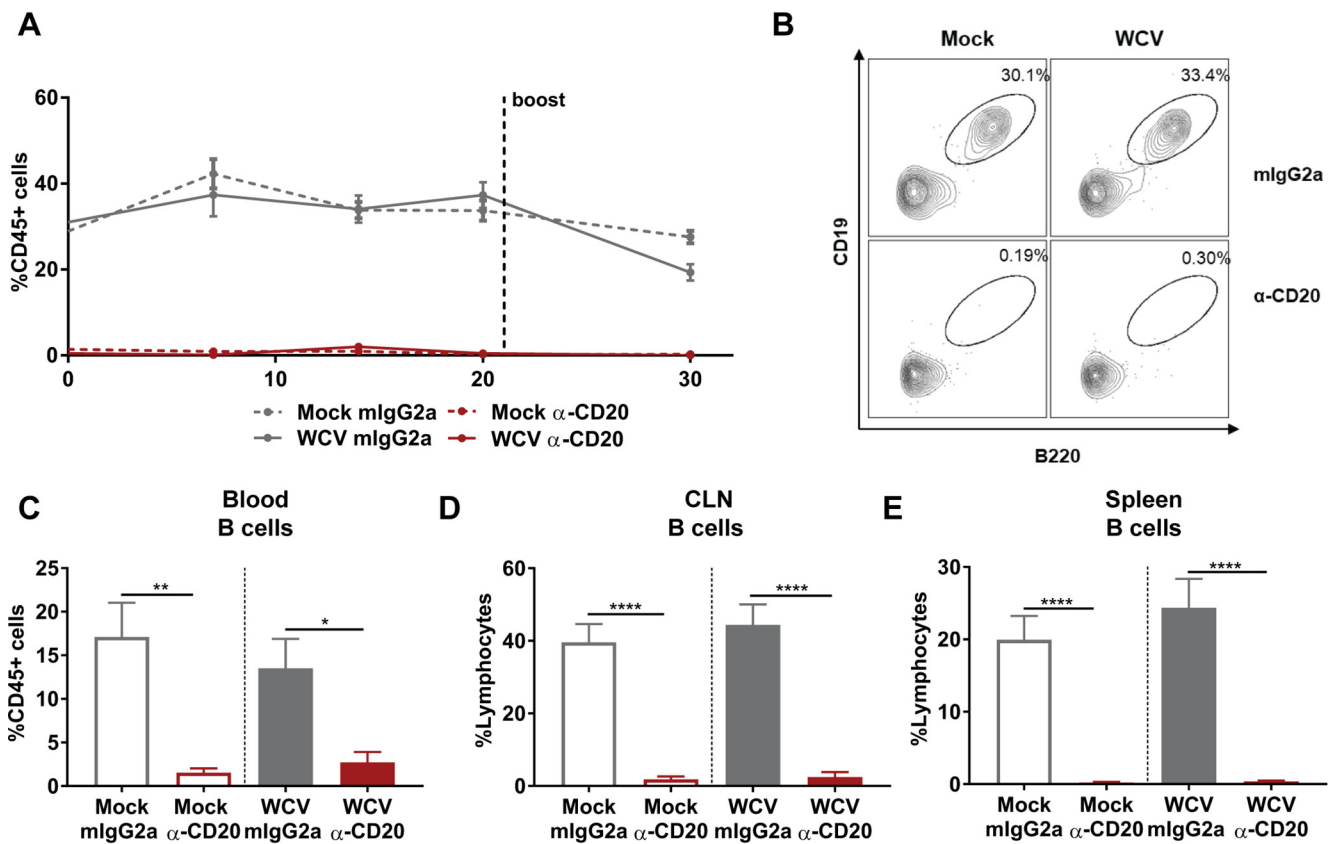 A
60
40
20
0
%CD45+ cells
boost
0 10 20 30
Mock mIgG2a Mock α-CD20
WCV mIgG2a WCV α-CD20
B
Mock WCV
30.1% 33.4%
mIgG2a
0.19% 0.30%
α-CD20
CD19
B220
C
Blood
B cells
25
20
15
10
5
0
%CD45+ cells
**
*
Mock Mock WCV WCV
mIgG2a α-CD20 mIgG2a α-CD20
D
CLN
B cells
60
40
20
0
%Lymphocytes
****
****
Mock Mock WCV WCV
mIgG2a α-CD20 mIgG2a α-CD20
E
Spleen
B cells
30
20
10
0
%Lymphocytes
****
****
Mock Mock WCV WCV
mIgG2a α-CD20 mIgG2a α-CD20